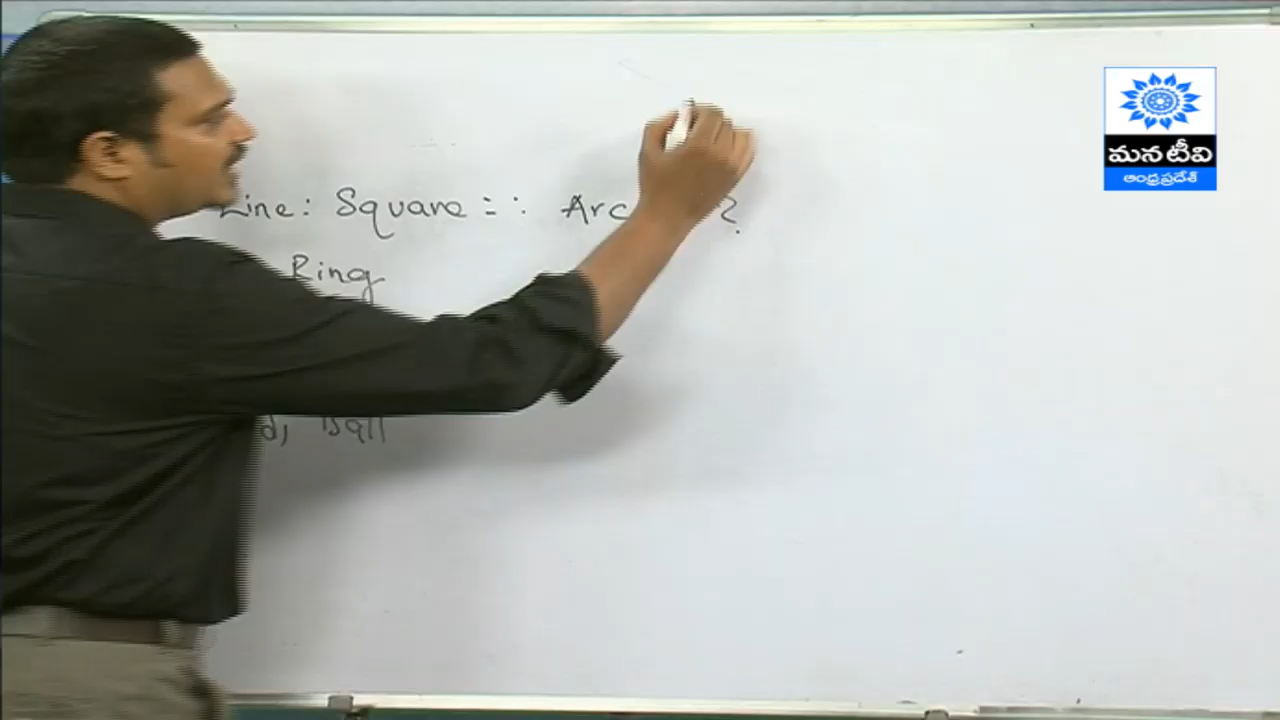 Line: Square :: Arc ?
Ring
d, Ball
మన టీవి
ఆంధ్రప్రదేశ్